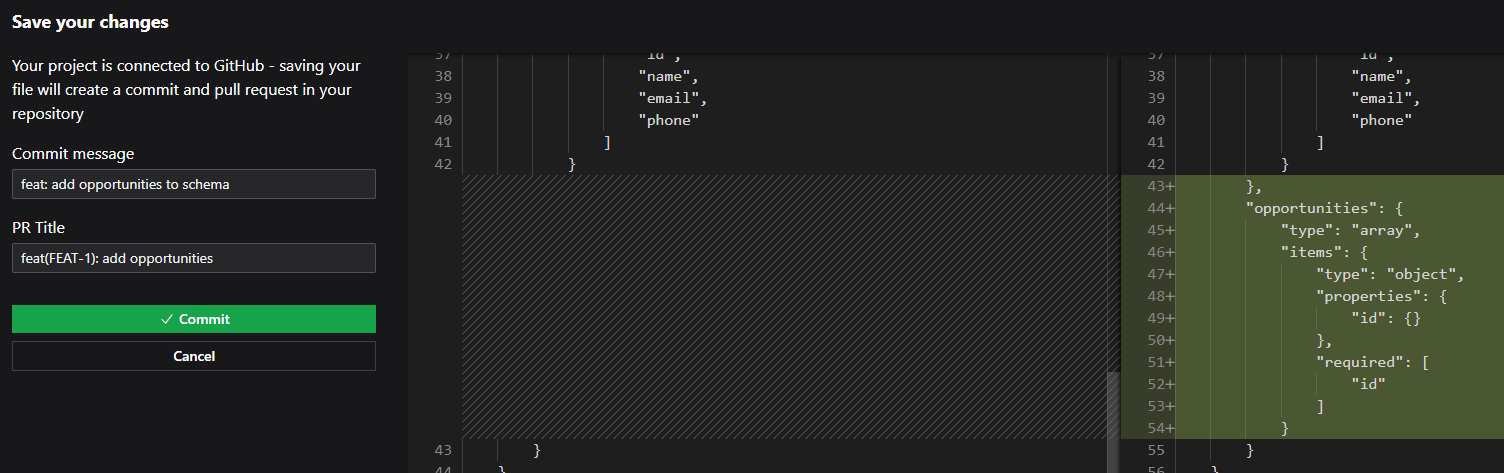 Save your changes
Your project is connected to GitHub - saving your
file will create a commit and pull request in your
repository
Commit message
feat: add opportunities to schema
PR Title
feat(FEAT-1): add opportunities
Commit
Cancel
37 "id",
38 "name",
39 "email",
40 "phone"
41 ]
42 }
43 }
44 }
37 "id",
38 "name",
39 "email",
40 "phone"
41 ]
42 }
43+ },
44+ "opportunities": {
45+ "type": "array",
46+ "items": {
47+ "type": "object",
48+ "properties": {
49+ "id": {}
50+ },
51+ "required": [
52+ "id"
53+ ]
54+ }
55 }
56 }